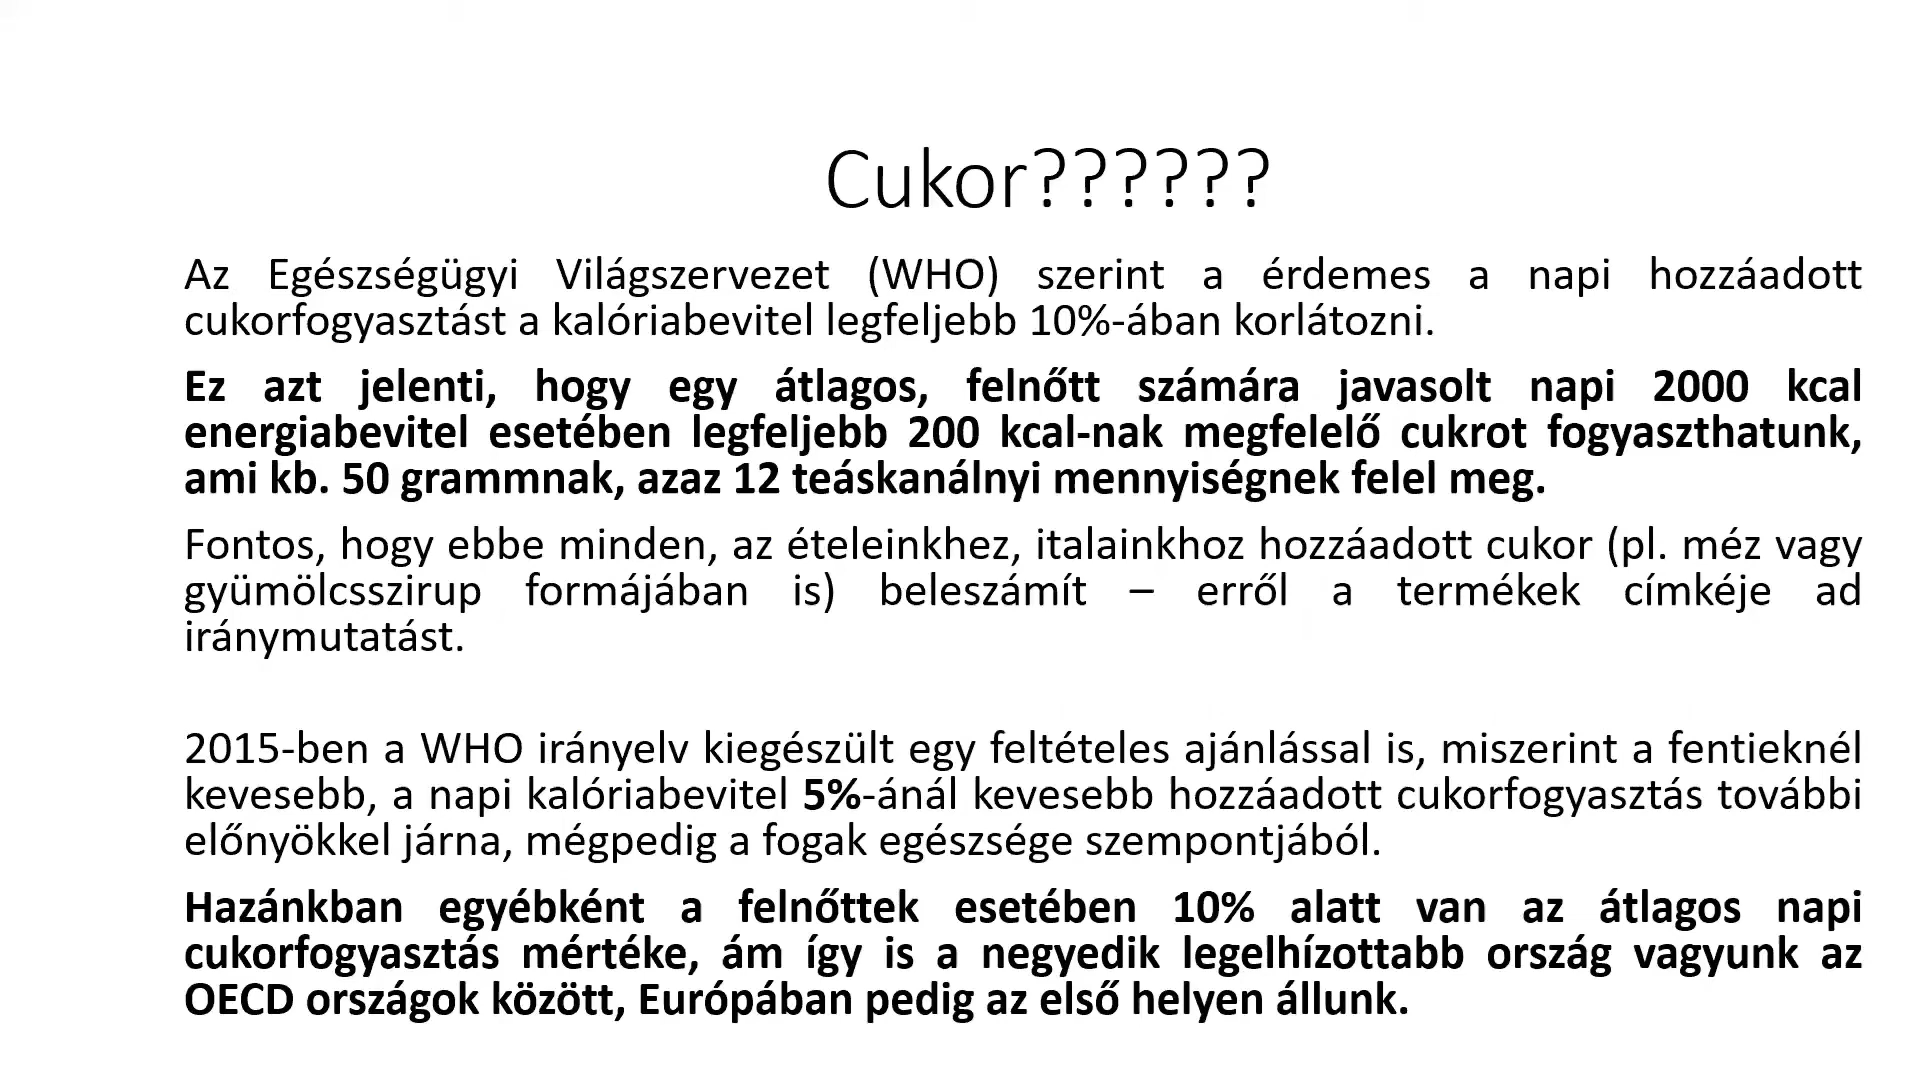 Cukor??????
Az Egészségügyi Világszervezet (WHO) szerint a érdemes a napi hozzáadott
cukorfogyasztást a kalóriabevitel legfeljebb 10%-ában korlátozni.
Ez azt jelenti, hogy egy átlagos, felnőtt számára javasolt napi 2000 kcal
energiabevitel esetében legfeljebb 200 kcal-nak megfelelő cukrot fogyaszthatunk,
ami kb. 50 grammnak, azaz 12 teáskanálnyi mennyiségnek felel meg.
Fontos, hogy ebbe minden, az ételeinkhez, italainkhoz hozzáadott cukor (pl. méz vagy
gyümölcsszirup formájában is) beleszámít – erről a termékek címkéje ad
iránymutatást.
2015-ben a WHO irányelv kiegészült egy feltételes ajánlással is, miszerint a fentieknél
kevesebb, a napi kalóriabevitel 5%-ánál kevesebb hozzáadott cukorfogyasztás további
előnyökkel járna, mégpedig a fogak egészsége szempontjából.
Hazánkban egyébként a felnőttek esetében 10% alatt van az átlagos napi
cukorfogyasztás mértéke, ám így is a negyedik legelhízottabb ország vagyunk az
OECD országok között, Európában pedig az első helyen állunk.